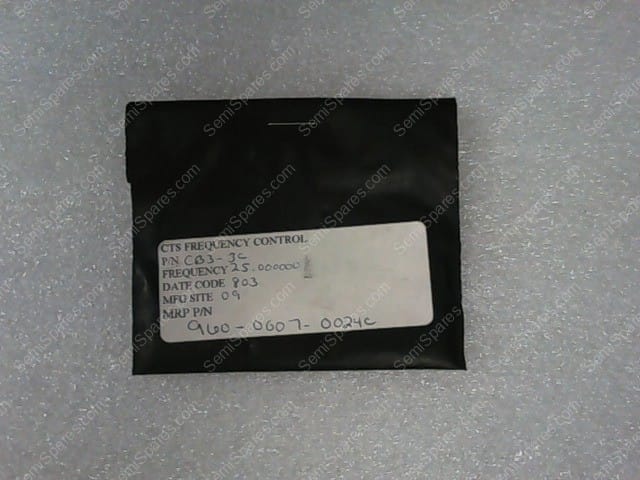 CTS FREQUENCY CONTROL
P/N CB3-3C
FREQUENCY 25.000000
DATE CODE 803
MFG SITE 09
MRP P/N
960-0607-0024C
SemiSpares.com